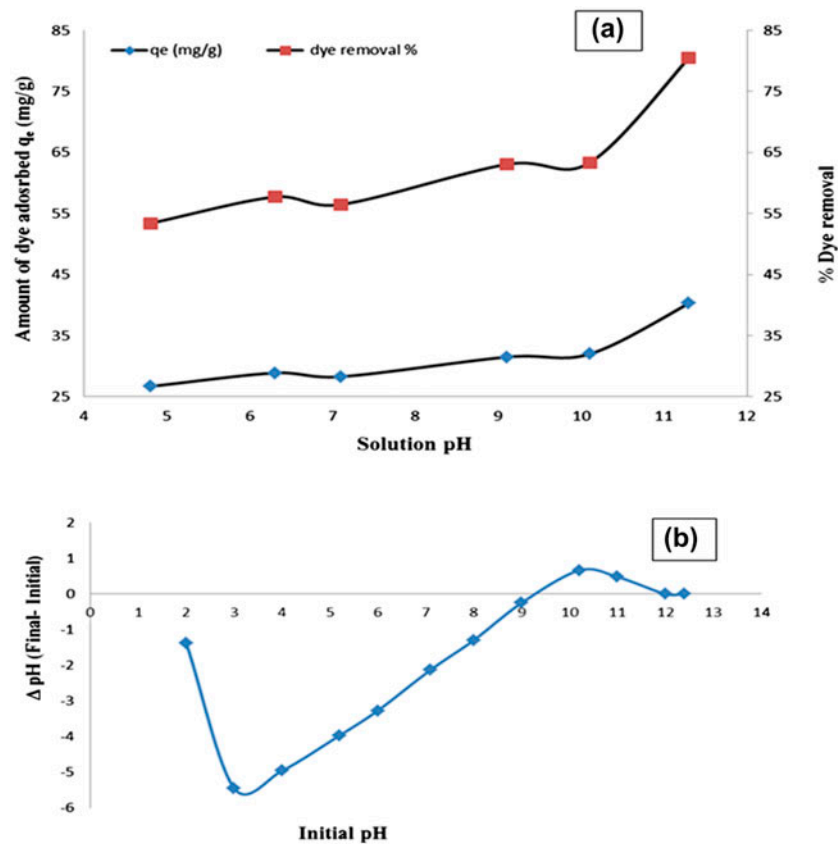 (a)
qe (mg/g)
dye removal %
Amount of dye adosrbed qe (mg/g)
85
75
65
55
45
35
25
85
75
65
55
45
35
25
% Dye removal
4 5 6 7 8 9 10 11 12
Solution pH
(b)
Δ pH (Final- Initial)
2
1
0
-1
-2
-3
-4
-5
-6
0 1 2 3 4 5 6 7 8 9 10 11 12 13 14
Initial pH